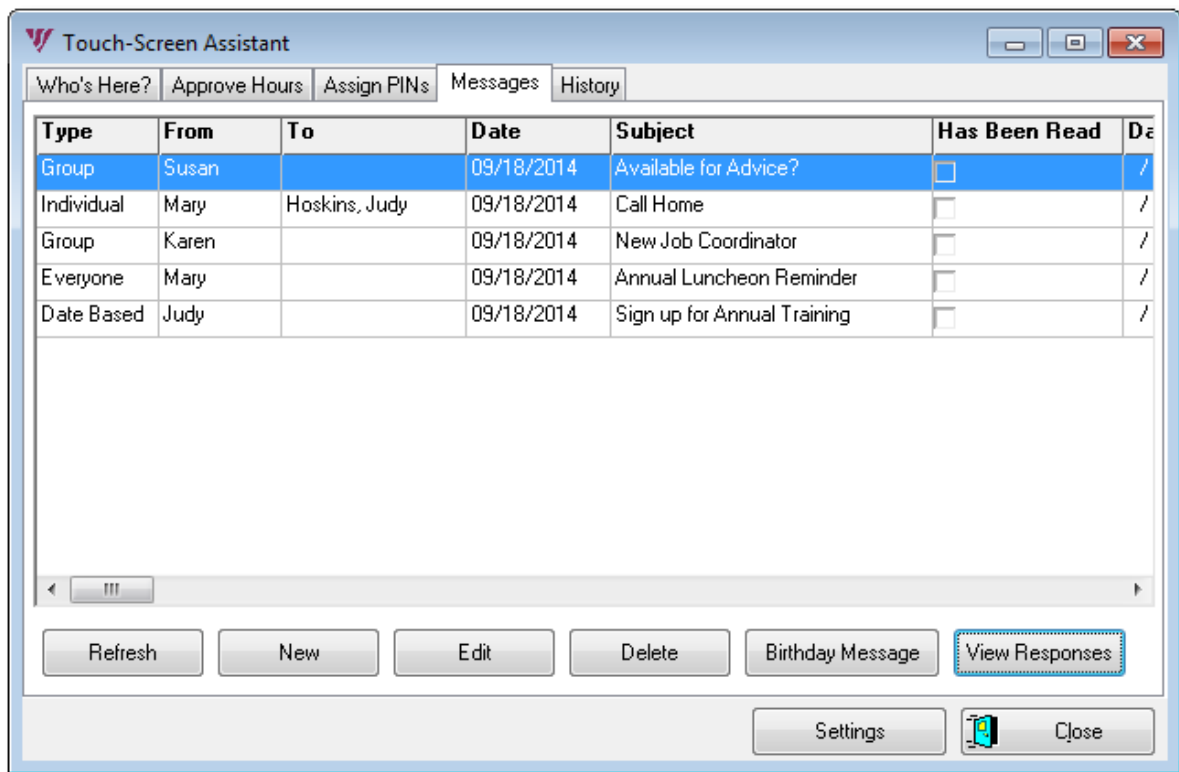 Touch-Screen Assistant
Who's Here? Approve Hours Assign PINs Messages History
Type From To Date Subject Has Been Read Da
Group Susan 09/18/2014 Available for Advice? /
Individual Mary Hoskins, Judy 09/18/2014 Call Home /
Group Karen 09/18/2014 New Job Coordinator /
Everyone Mary 09/18/2014 Annual Luncheon Reminder /
Date Based Judy 09/18/2014 Sign up for Annual Training /
Refresh New Edit Delete Birthday Message View Responses
Settings Close